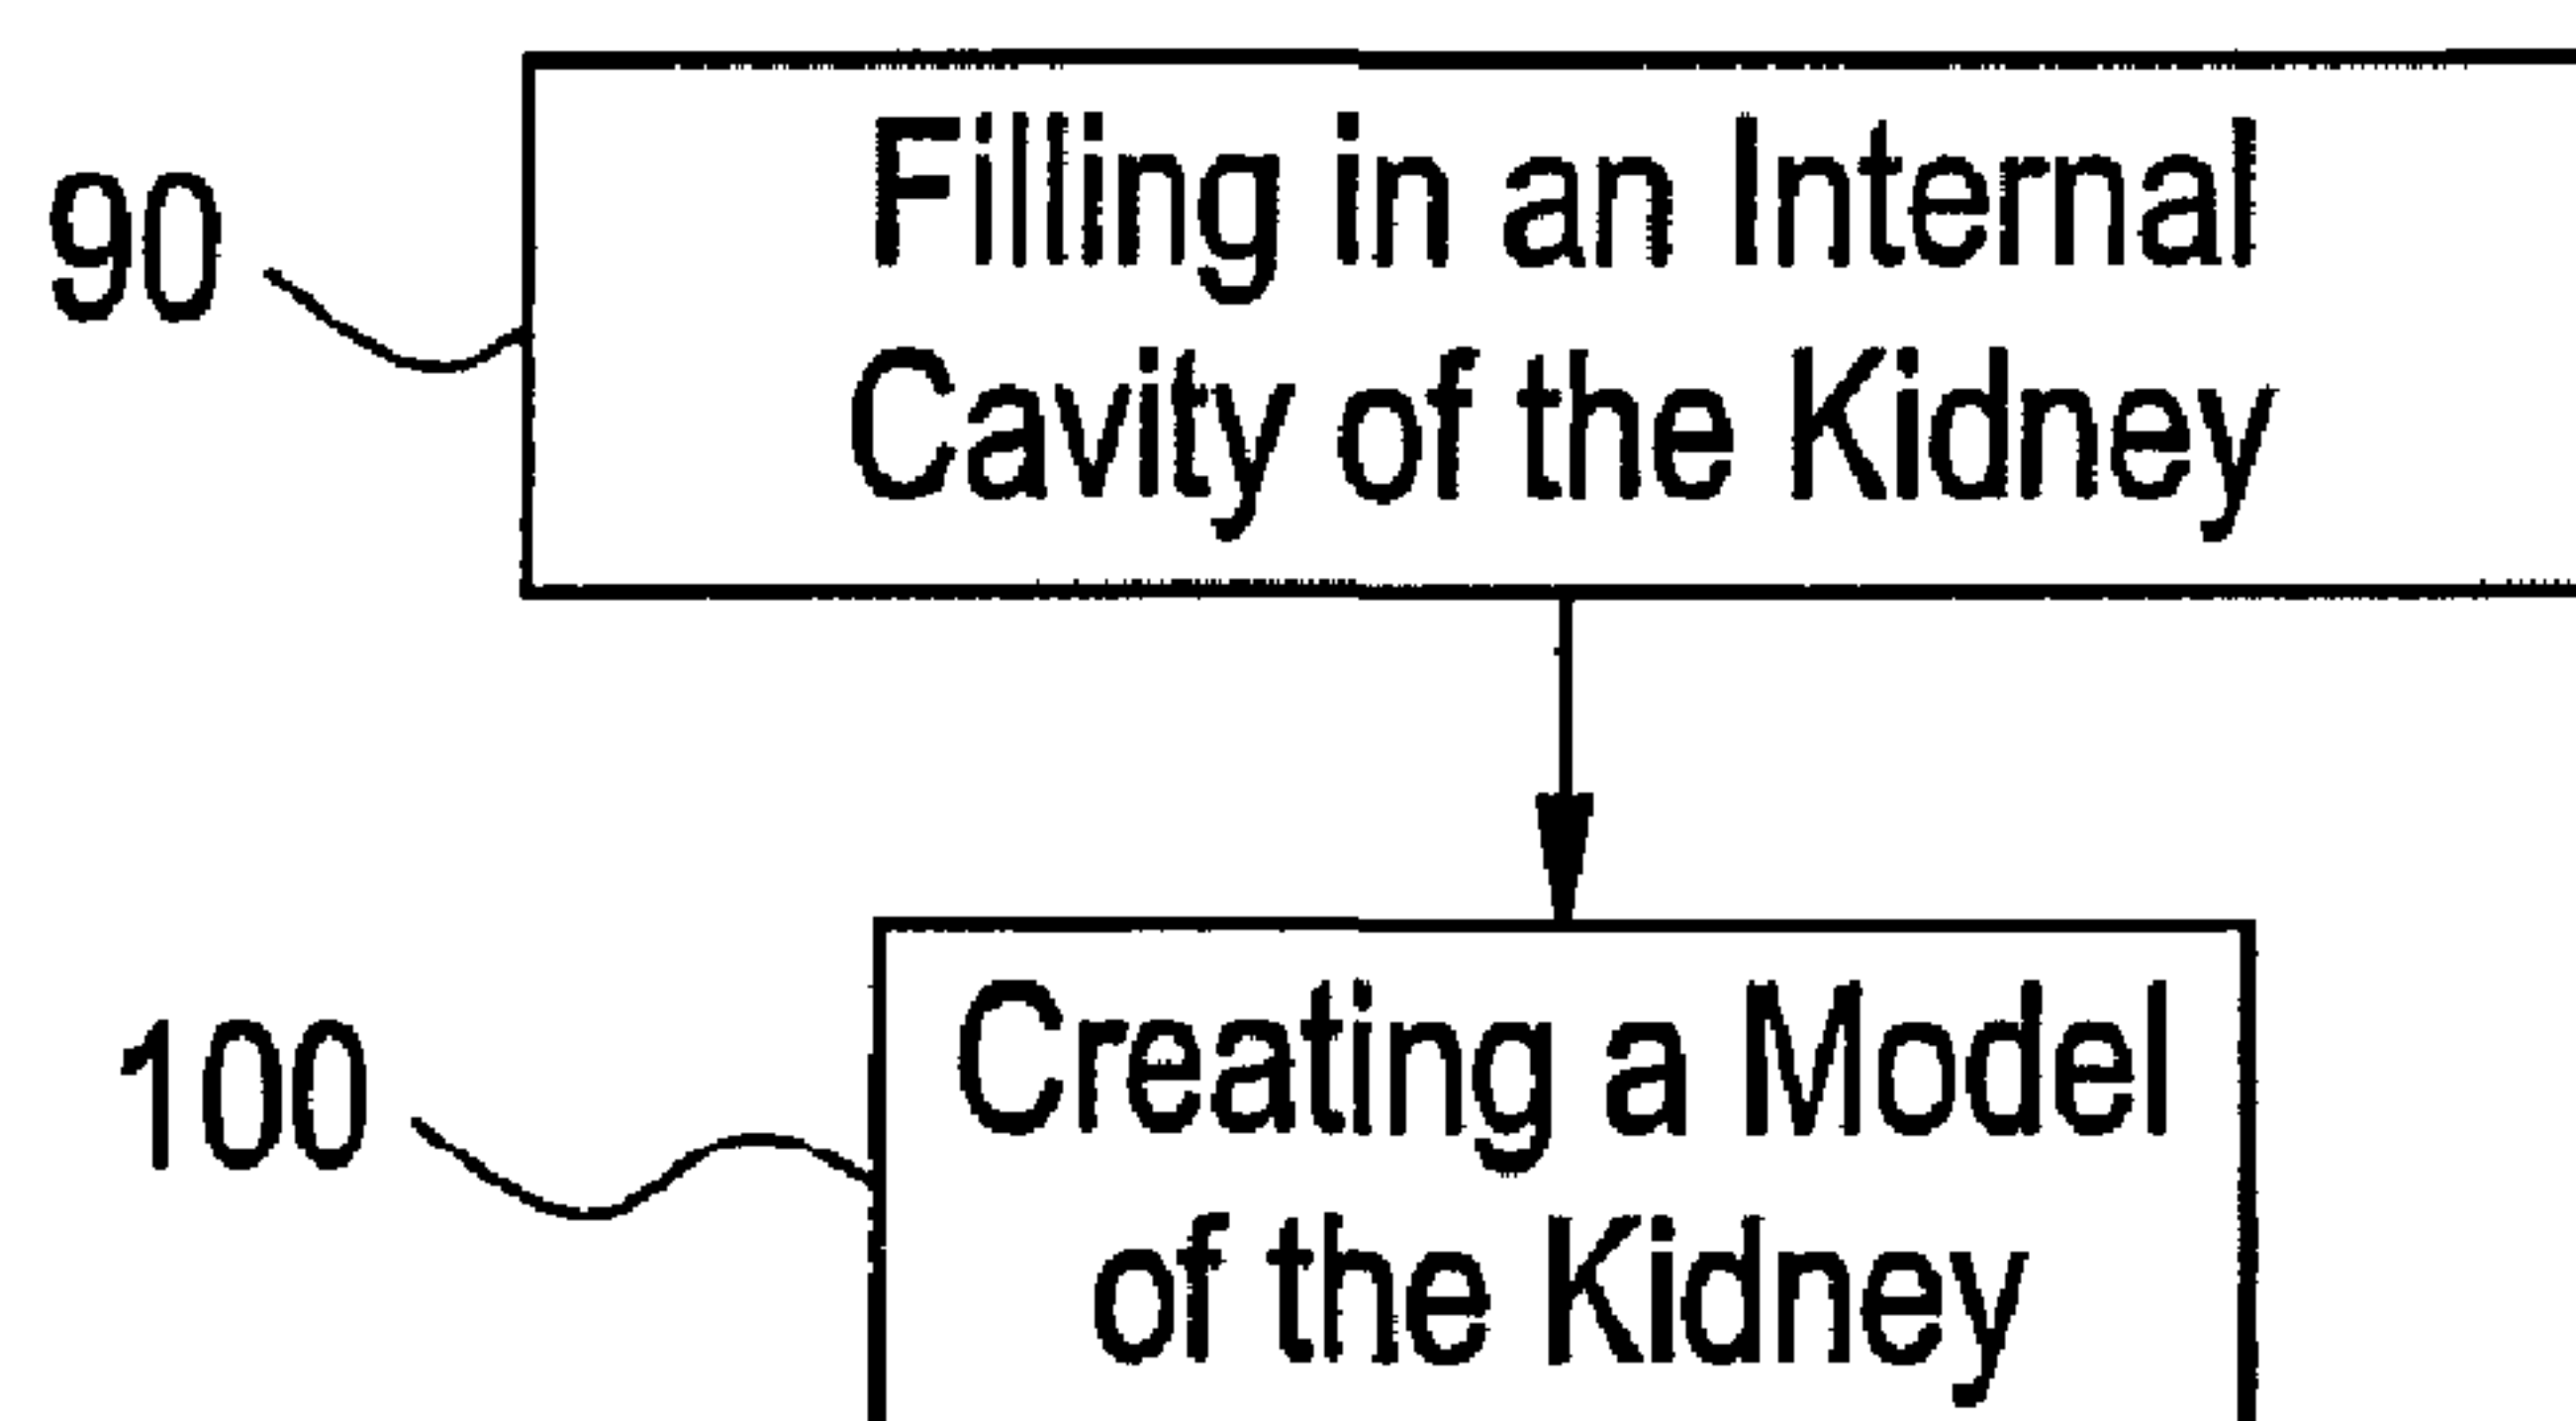 90
Filling in an Internal
Cavity of the Kidney
100
Creating a Model
of the Kidney